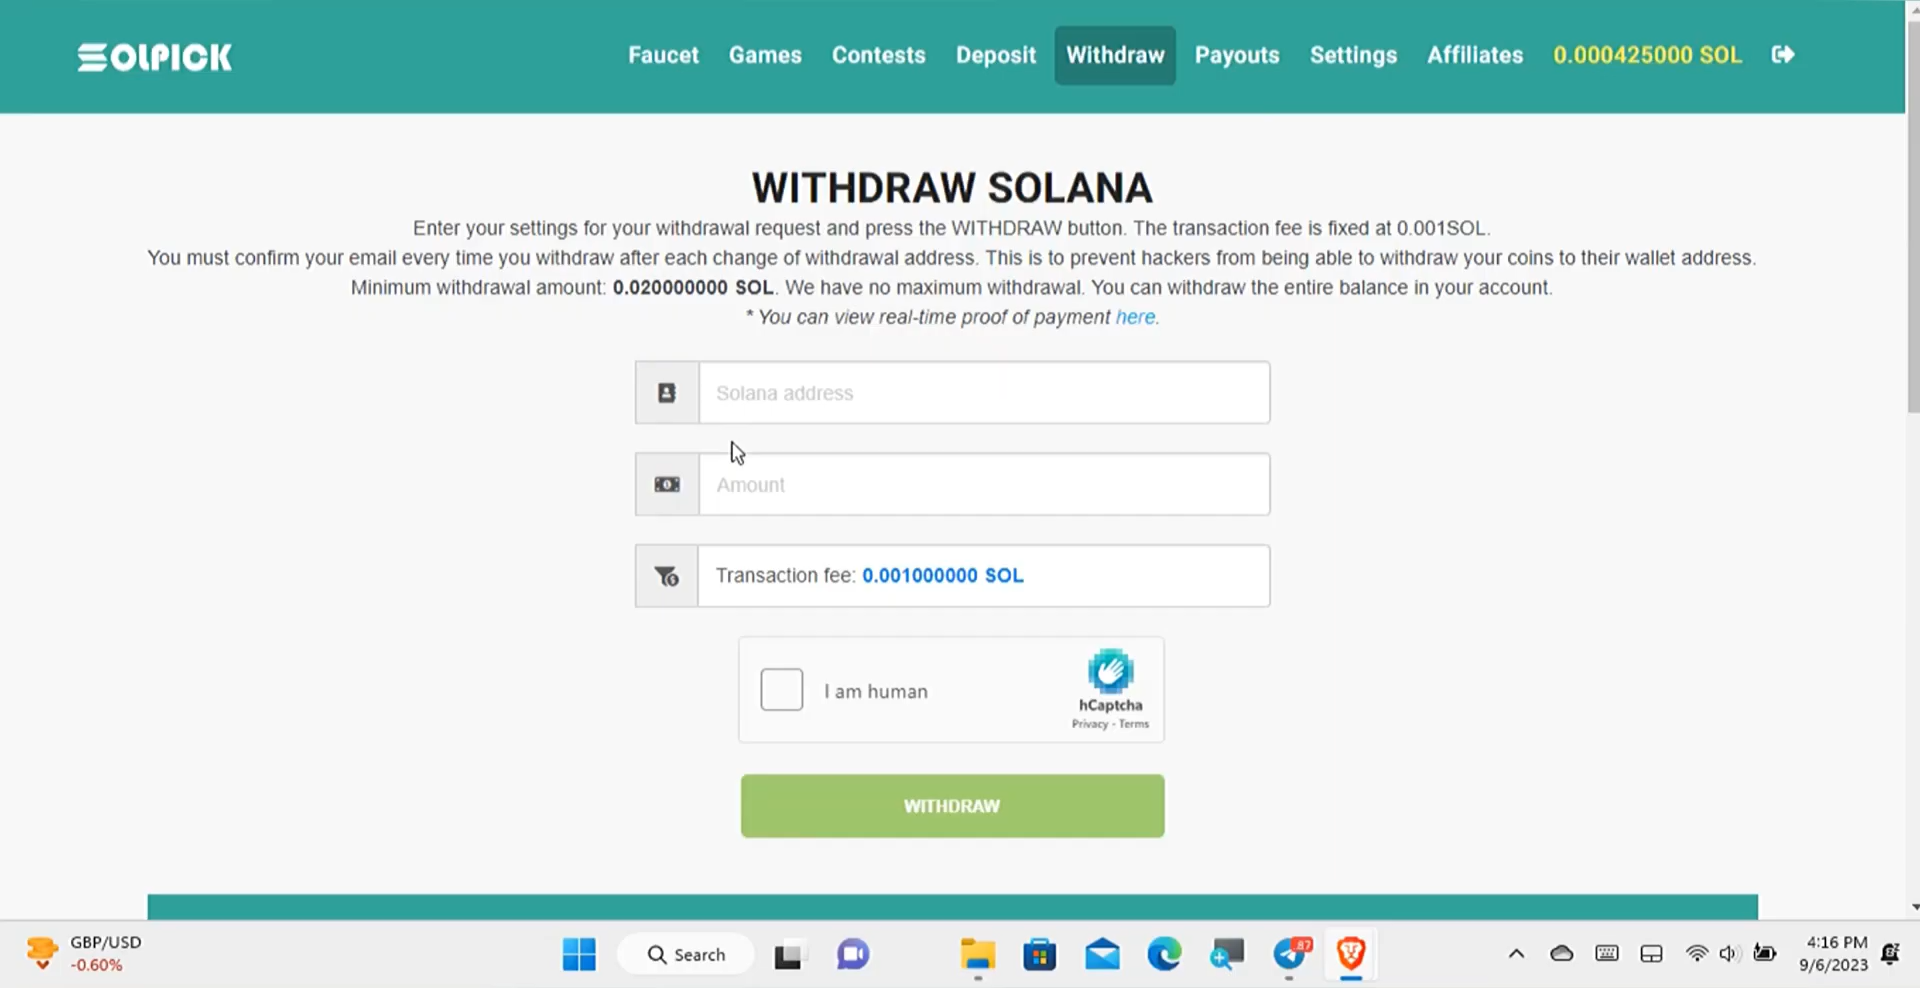 SOLPICK
Faucet Games Contests Deposit Withdraw Payouts Settings Affiliates 0.000425000 SOL
WITHDRAW SOLANA
Enter your settings for your withdrawal request and press the WITHDRAW button. The transaction fee is fixed at 0.001SOL.
You must confirm your email every time you withdraw after each change of withdrawal address. This is to prevent hackers from being able to withdraw your coins to their wallet address.
Minimum withdrawal amount: 0.020000000 SOL. We have no maximum withdrawal. You can withdraw the entire balance in your account.
* You can view real-time proof of payment here.
Solana address
Amount
Transaction fee: 0.001000000 SOL
I am human
hCaptcha
Privacy - Terms
WITHDRAW
GBP/USD
-0.60%
Search
87
4:16 PM
9/6/2023